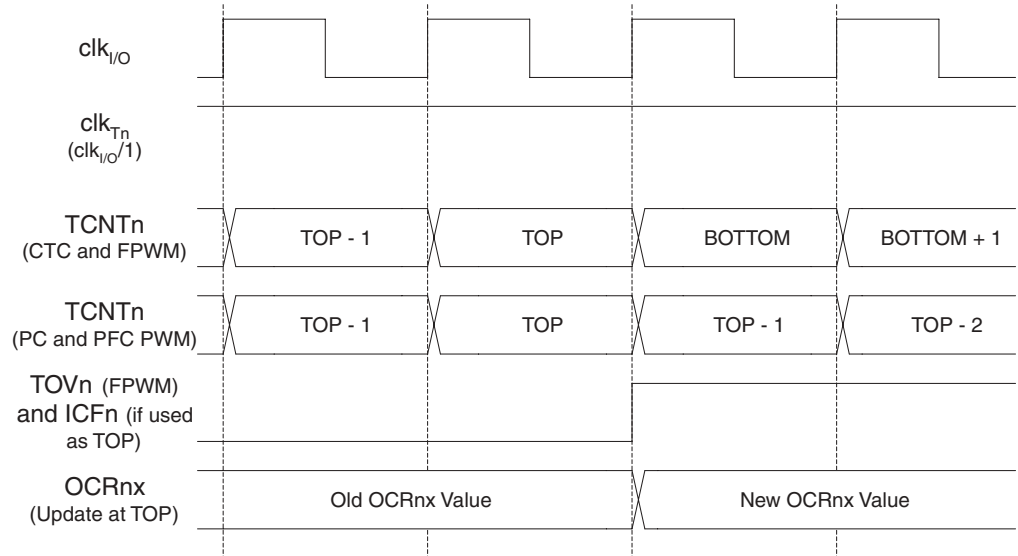 clkI/O
clkTn
(clkI/O/1)
TCNTn
(CTC and FPWM)
TOP - 1
TOP
BOTTOM
BOTTOM + 1
TCNTn
(PC and PFC PWM)
TOP - 1
TOP
TOP - 1
TOP - 2
TOVn (FPWM)
and ICFn (if used
as TOP)
OCRnx
(Update at TOP)
Old OCRnx Value
New OCRnx Value